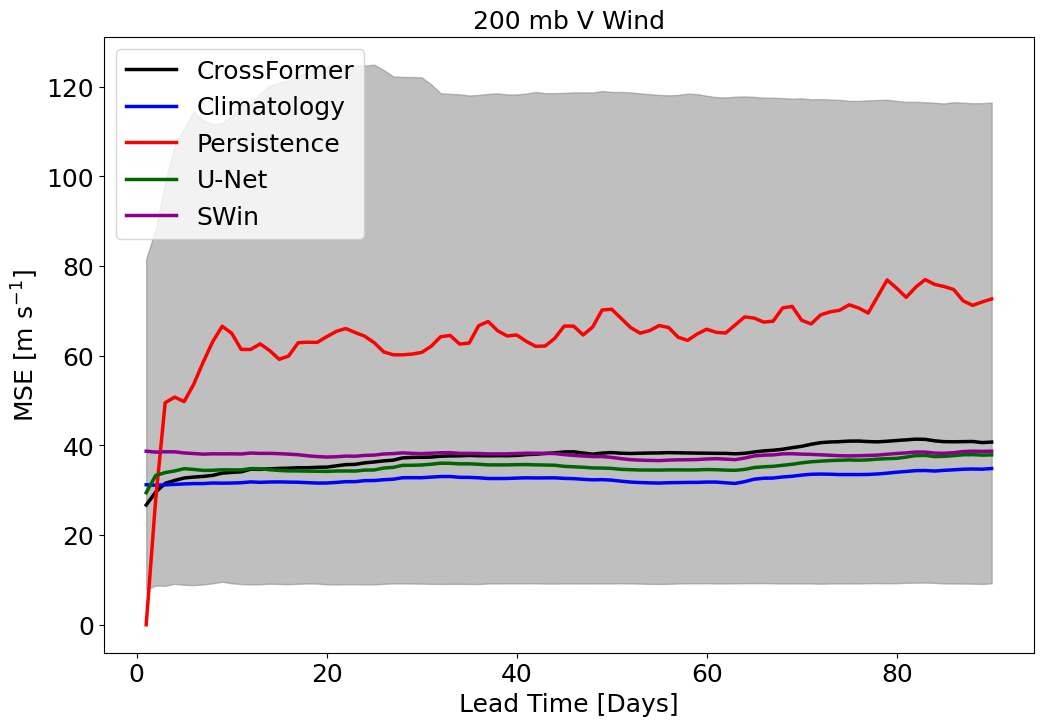 200 mb V Wind
CrossFormer
Climatology
Persistence
U-Net
SWin
MSE [m s⁻¹]
120
100
80
60
40
20
0
0 20 40 60 80
Lead Time [Days]